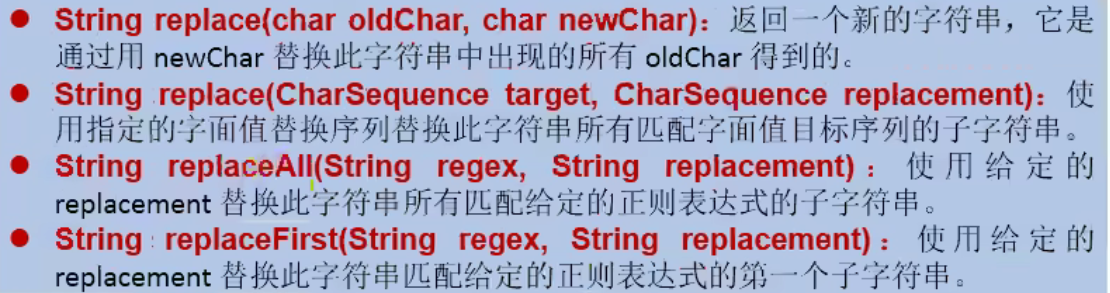 ● String replace(char oldChar, char newChar)：返回一个新的字符串，它是
通过用 newChar 替换此字符串中出现的所有 oldChar 得到的。
● String replace(CharSequence target, CharSequence replacement)：使
用指定的字面值替换序列替换此字符串所有匹配字面值目标序列的子字符串。
● String replaceAll(String regex, String replacement)：使用给定的
replacement 替换此字符串所有匹配给定的正则表达式的子字符串。
● String replaceFirst(String regex, String replacement)：使用给定的
replacement 替换此字符串匹配给定的正则表达式的第一个子字符串。